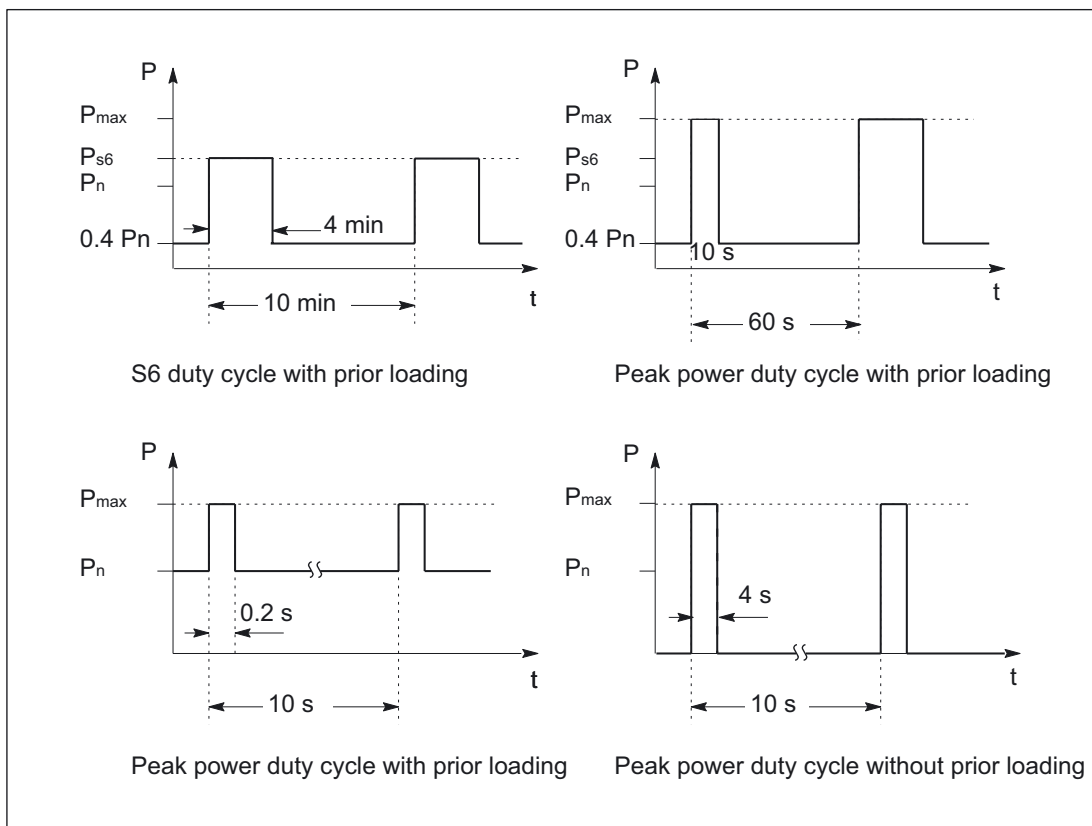 P
Pmax
Ps6
Pn
0.4 Pn
4 min
10 min
t
S6 duty cycle with prior loading
P
Pmax
Ps6
Pn
0.4 Pn
10 s
60 s
t
Peak power duty cycle with prior loading
P
Pmax
Pn
0.2 s
10 s
t
Peak power duty cycle with prior loading
P
Pmax
Pn
4 s
10 s
t
Peak power duty cycle without prior loading